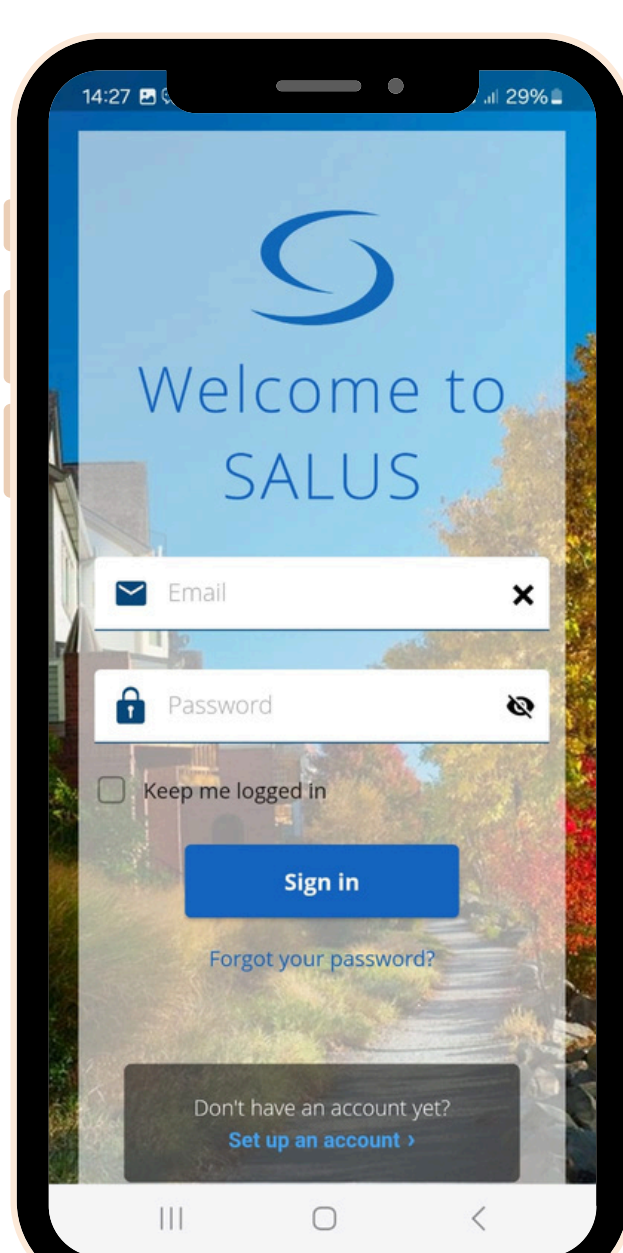 14:27
29%
Welcome to
SALUS
Email
Password
Keep me logged in
Sign in
Forgot your password?
Don't have an account yet?
Set up an account ›